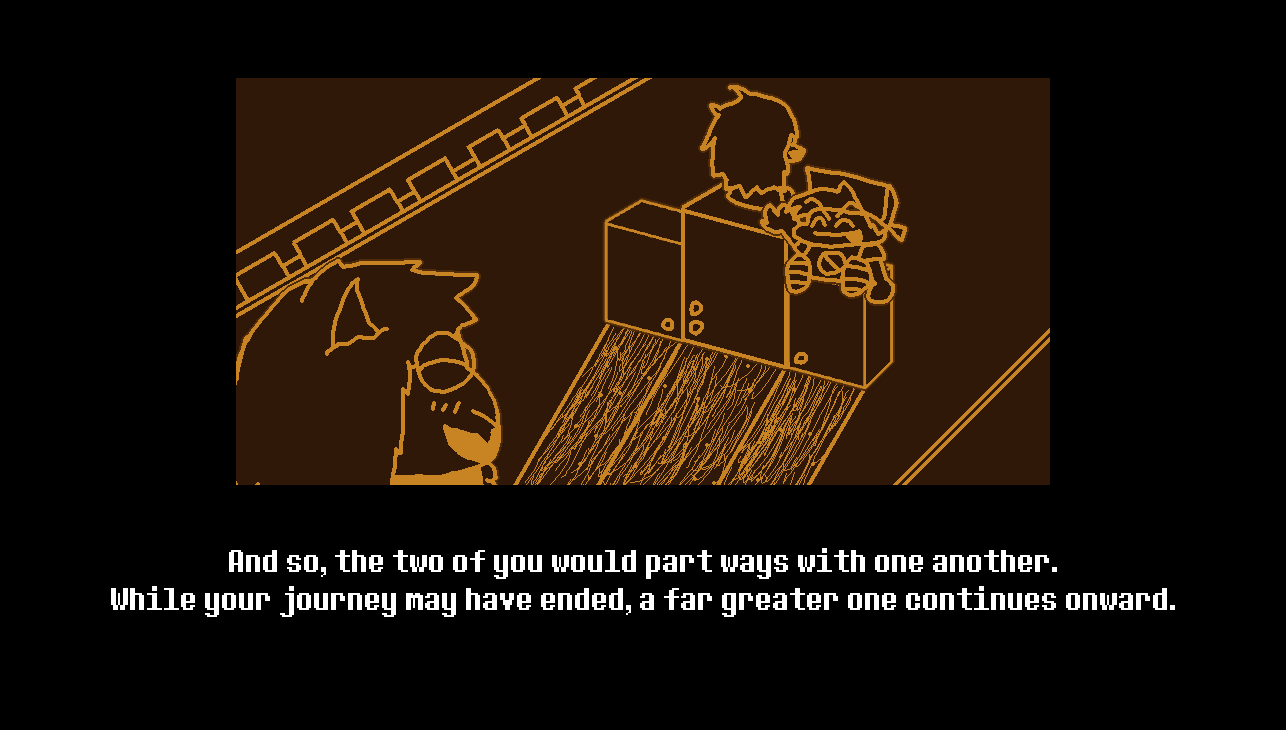 And so, the two of you would part ways with one another.
While your journey may have ended, a far greater one continues onward.